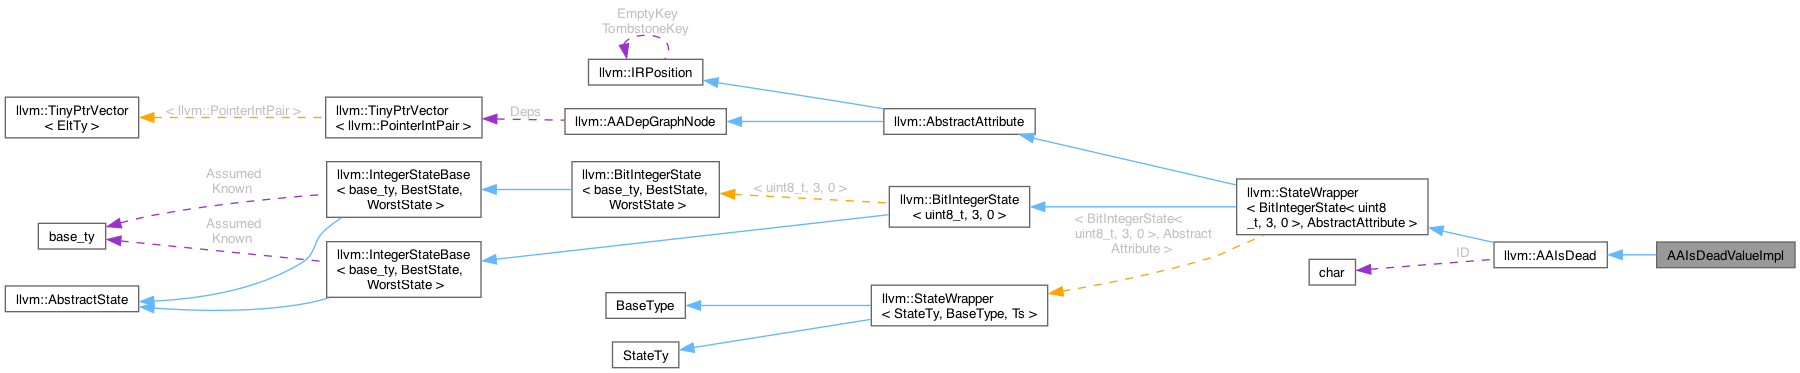 EmptyKey
TombstoneKey
llvm::IRPosition
llvm::TinyPtrVector
< EltTy >
< llvm::PointerIntPair >
llvm::TinyPtrVector
< llvm::PointerIntPair >
Deps
llvm::AADepGraphNode
llvm::AbstractAttribute
Assumed
Known
llvm::IntegerStateBase
< base_ty, BestState,
WorstState >
llvm::BitIntegerState
< base_ty, BestState,
WorstState >
< uint8_t, 3, 0 >
llvm::BitIntegerState
< uint8_t, 3, 0 >
llvm::StateWrapper
< BitIntegerState< uint8
_t, 3, 0 >, AbstractAttribute >
base_ty
Assumed
Known
llvm::IntegerStateBase
< base_ty, BestState,
WorstState >
< BitIntegerState<
uint8_t, 3, 0 >, Abstract
Attribute >
ID
llvm::AAIsDead
AAIsDeadValueImpl
char
llvm::AbstractState
BaseType
llvm::StateWrapper
< StateTy, BaseType, Ts >
StateTy